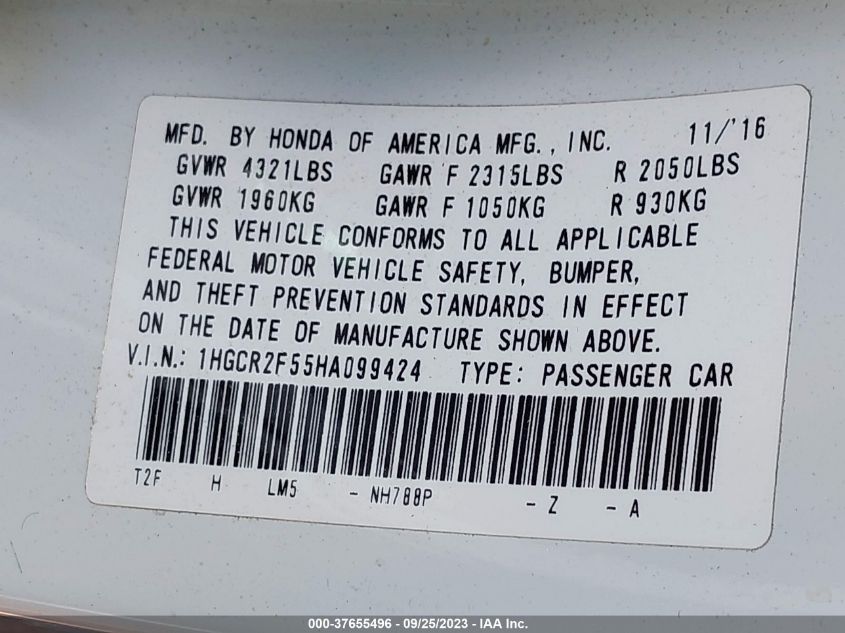 MFD. BY HONDA OF AMERICA MFG., INC. 11/'16
GVWR 4321LBS GAWR F 2315LBS R 2050LBS
GVWR 1960KG GAWR F 1050KG R 930KG
THIS VEHICLE CONFORMS TO ALL APPLICABLE
FEDERAL MOTOR VEHICLE SAFETY, BUMPER,
AND THEFT PREVENTION STANDARDS IN EFFECT
ON THE DATE OF MANUFACTURE SHOWN ABOVE.
V.I.N.: 1HGCR2F55HA099424 TYPE: PASSENGER CAR
T2F H LM5 - NH788P - Z - A
000-37655496 - 09/25/2023 - IAA Inc.